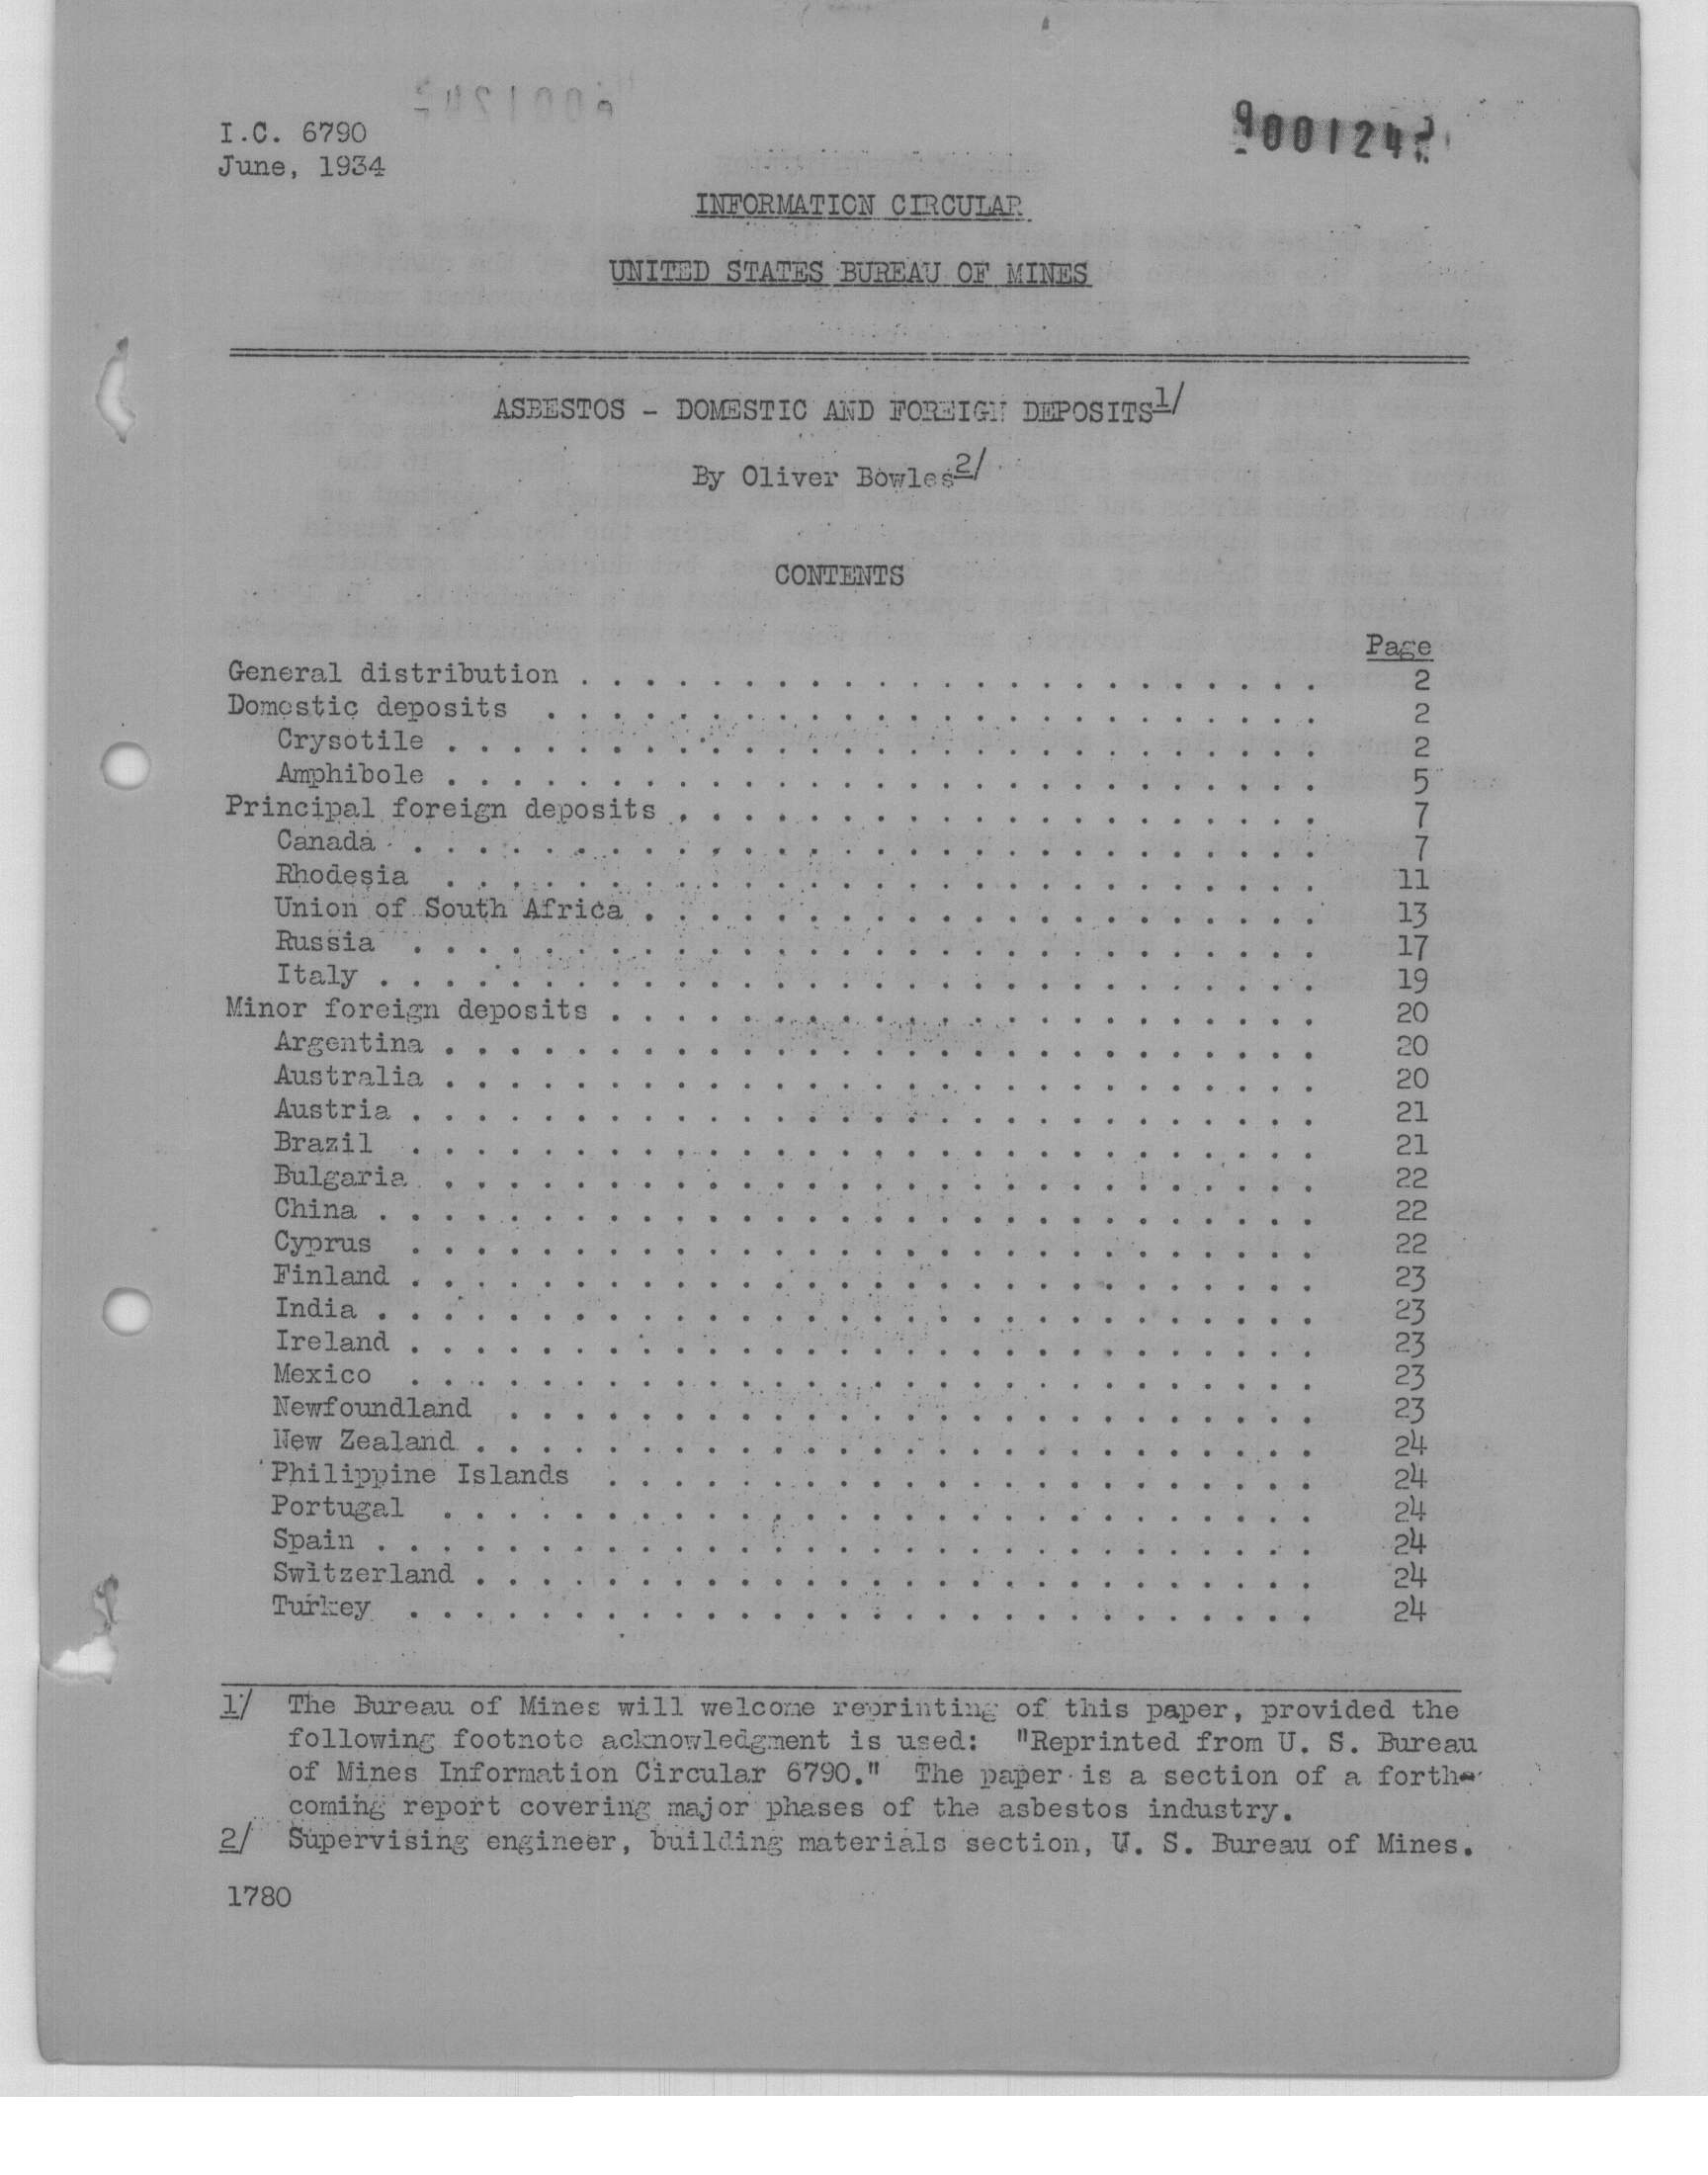 I.C. 6790
June, 1934
INFORMATION CIRCULAR
UNITED STATES BUREAU OF MINES
ASBESTOS - DOMESTIC AND FOREIGN DEPOSITS1/
By Oliver Bowles2/
CONTENTS
Page
General distribution . . . . . . . . . . . . . . . . . . . . . . . 2
Domestic deposits . . . . . . . . . . . . . . . . . . . . . . . . 2
Crysotile . . . . . . . . . . . . . . . . . . . . . . . . . . . 2
Amphibole . . . . . . . . . . . . . . . . . . . . . . . . . . . 5
Principal foreign deposits . . . . . . . . . . . . . . . . . . . . 7
Canada . . . . . . . . . . . . . . . . . . . . . . . . . . . . 7
Rhodesia . . . . . . . . . . . . . . . . . . . . . . . . . . . 11
Union of South Africa . . . . . . . . . . . . . . . . . . . . . 13
Russia . . . . . . . . . . . . . . . . . . . . . . . . . . . . 17
Italy . . . . . . . . . . . . . . . . . . . . . . . . . . . . . 19
Minor foreign deposits . . . . . . . . . . . . . . . . . . . . . . 20
Argentina . . . . . . . . . . . . . . . . . . . . . . . . . . . 20
Australia . . . . . . . . . . . . . . . . . . . . . . . . . . . 20
Austria . . . . . . . . . . . . . . . . . . . . . . . . . . . . 21
Brazil . . . . . . . . . . . . . . . . . . . . . . . . . . . . 21
Bulgaria . . . . . . . . . . . . . . . . . . . . . . . . . . . 22
China . . . . . . . . . . . . . . . . . . . . . . . . . . . . . 22
Cyprus . . . . . . . . . . . . . . . . . . . . . . . . . . . . 22
Finland . . . . . . . . . . . . . . . . . . . . . . . . . . . . 23
India . . . . . . . . . . . . . . . . . . . . . . . . . . . . . 23
Ireland . . . . . . . . . . . . . . . . . . . . . . . . . . . . 23
Mexico . . . . . . . . . . . . . . . . . . . . . . . . . . . . 23
Newfoundland . . . . . . . . . . . . . . . . . . . . . . . . . 23
New Zealand . . . . . . . . . . . . . . . . . . . . . . . . . . 24
Philippine Islands . . . . . . . . . . . . . . . . . . . . . . 24
Portugal . . . . . . . . . . . . . . . . . . . . . . . . . . . 24
Spain . . . . . . . . . . . . . . . . . . . . . . . . . . . . . 24
Switzerland . . . . . . . . . . . . . . . . . . . . . . . . . . 24
Turkey . . . . . . . . . . . . . . . . . . . . . . . . . . . . 24
1/ The Bureau of Mines will welcome reprinting of this paper, provided the
following footnote acknowledgment is used: "Reprinted from U. S. Bureau
of Mines Information Circular 6790." The paper is a section of a forth-
coming report covering major phases of the asbestos industry.
2/ Supervising engineer, building materials section, U. S. Bureau of Mines.
1780